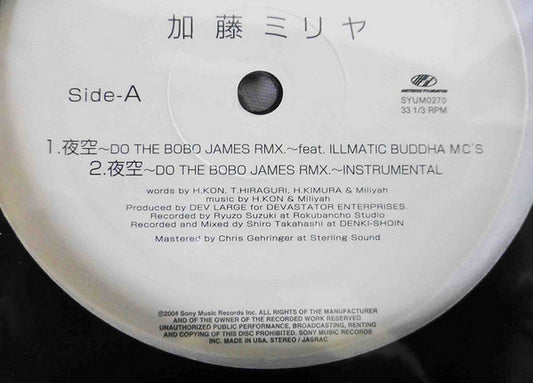 加藤ミリヤ
Side-A
MASTERSIX FOUNDATION
SYUM0270
33 1/3 RPM
1.夜空～DO THE BOBO JAMES RMX.～feat. ILLMATIC BUDDHA M.C'S
2.夜空～DO THE BOBO JAMES RMX.～INSTRUMENTAL
words by H.KON, T.HIRAGURI, H.KIMURA & Miliyah
music by H.KON & Miliyah
Produced by DEV LARGE for DEVASTATOR ENTERPRISES.
Recorded by Ryuzo Suzuki at Rokubancho Studio
Recorded and Mixed dy Shiro Takahashi at DENKI-SHOIN
Mastered by Chris Gehringer at Sterling Sound
℗2004 Sony Music Records Inc. ALL RIGHTS OF THE MANUFACTURER
AND OF THE OWNER OF THE RECORDED WORK RESERVED.
UNAUTHORIZED PUBLIC PERFORMANCE, BROADCASTING, RENTING
AND COPYING OF THIS DISC PROHIBITED. SONY MUSIC RECORDS
INC. MADE IN USA. STEREO / JASRAC